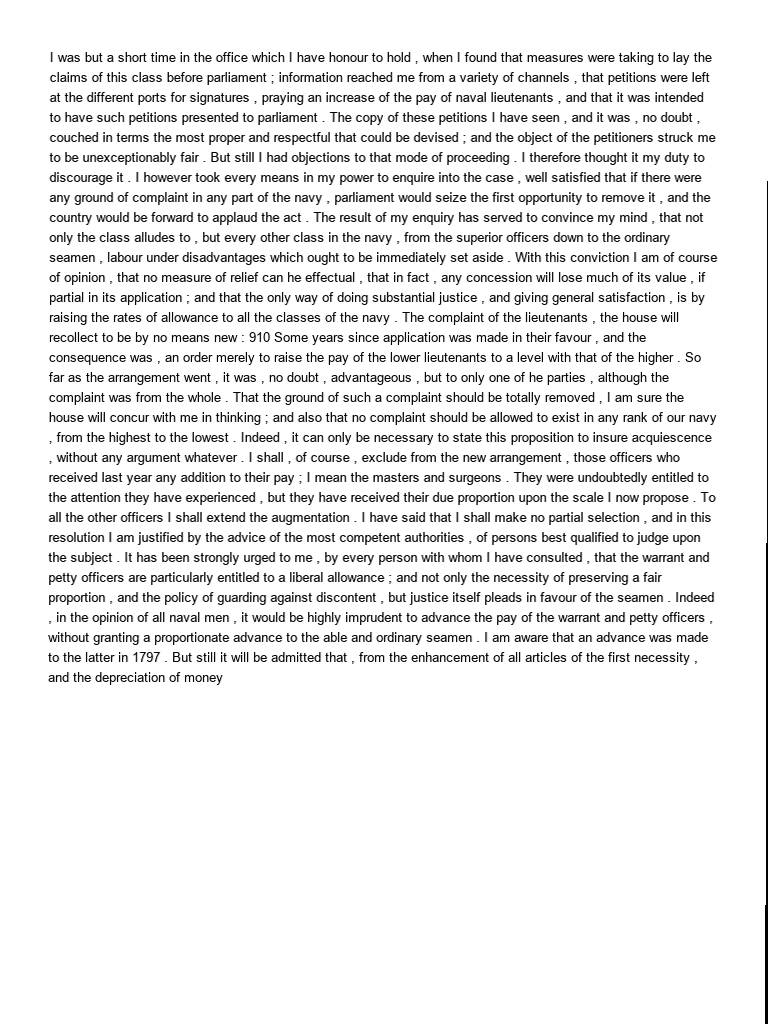 I was but a short time in the office which I have honour to hold , when I found that measures were taking to lay the
claims of this class before parliament ; information reached me from a variety of channels , that petitions were left
at the different ports for signatures , praying an increase of the pay of naval lieutenants , and that it was intended
to have such petitions presented to parliament . The copy of these petitions I have seen , and it was , no doubt ,
couched in terms the most proper and respectful that could be devised ; and the object of the petitioners struck me
to be unexceptionably fair . But still I had objections to that mode of proceeding . I therefore thought it my duty to
discourage it . I however took every means in my power to enquire into the case , well satisfied that if there were
any ground of complaint in any part of the navy , parliament would seize the first opportunity to remove it , and the
country would be forward to applaud the act . The result of my enquiry has served to convince my mind , that not
only the class alludes to , but every other class in the navy , from the superior officers down to the ordinary
seamen , labour under disadvantages which ought to be immediately set aside . With this conviction I am of course
of opinion , that no measure of relief can he effectual , that in fact , any concession will lose much of its value , if
partial in its application ; and that the only way of doing substantial justice , and giving general satisfaction , is by
raising the rates of allowance to all the classes of the navy . The complaint of the lieutenants , the house will
recollect to be by no means new : 910 Some years since application was made in their favour , and the
consequence was , an order merely to raise the pay of the lower lieutenants to a level with that of the higher . So
far as the arrangement went , it was , no doubt , advantageous , but to only one of he parties , although the
complaint was from the whole . That the ground of such a complaint should be totally removed , I am sure the
house will concur with me in thinking ; and also that no complaint should be allowed to exist in any rank of our navy
, from the highest to the lowest . Indeed , it can only be necessary to state this proposition to insure acquiescence
, without any argument whatever . I shall , of course , exclude from the new arrangement , those officers who
received last year any addition to their pay ; I mean the masters and surgeons . They were undoubtedly entitled to
the attention they have experienced , but they have received their due proportion upon the scale I now propose . To
all the other officers I shall extend the augmentation . I have said that I shall make no partial selection , and in this
resolution I am justified by the advice of the most competent authorities , of persons best qualified to judge upon
the subject . It has been strongly urged to me , by every person with whom I have consulted , that the warrant and
petty officers are particularly entitled to a liberal allowance ; and not only the necessity of preserving a fair
proportion , and the policy of guarding against discontent , but justice itself pleads in favour of the seamen . Indeed
, in the opinion of all naval men , it would be highly imprudent to advance the pay of the warrant and petty officers ,
without granting a proportionate advance to the able and ordinary seamen . I am aware that an advance was made
to the latter in 1797 . But still it will be admitted that , from the enhancement of all articles of the first necessity ,
and the depreciation of money